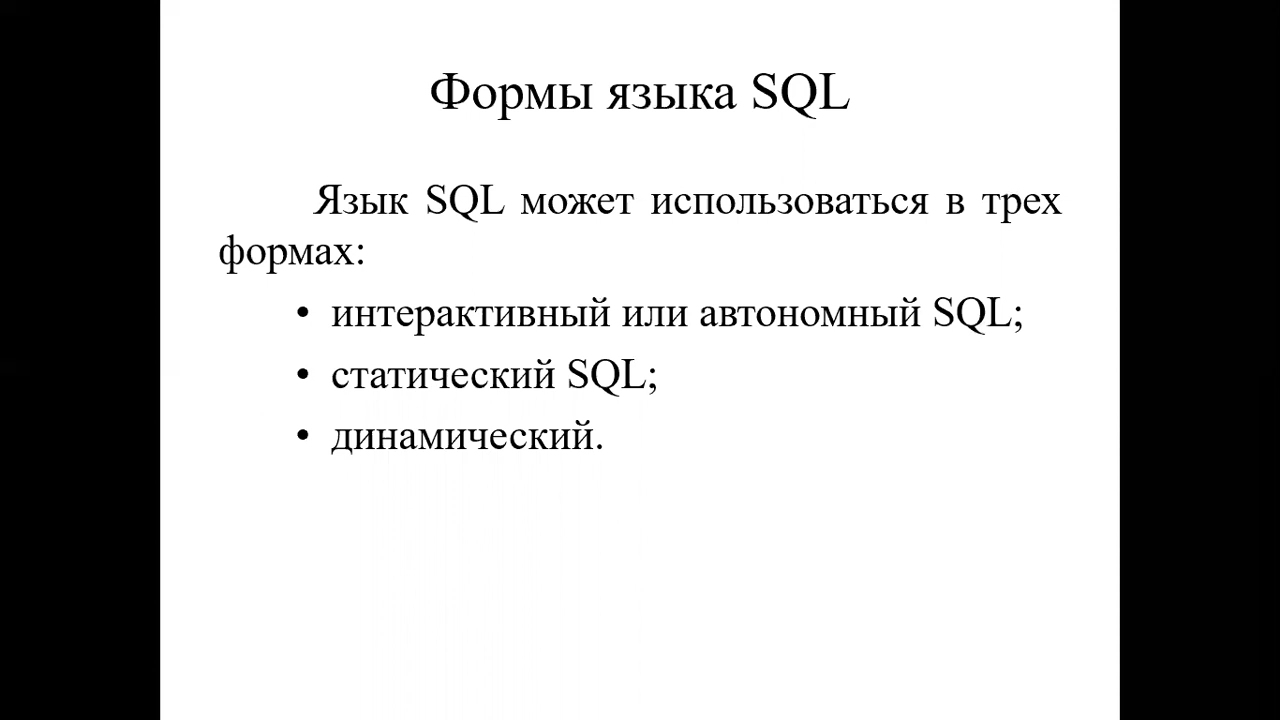 Формы языка SQL
Язык SQL может использоваться в трех
формах:
• интерактивный или автономный SQL;
• статический SQL;
• динамический.